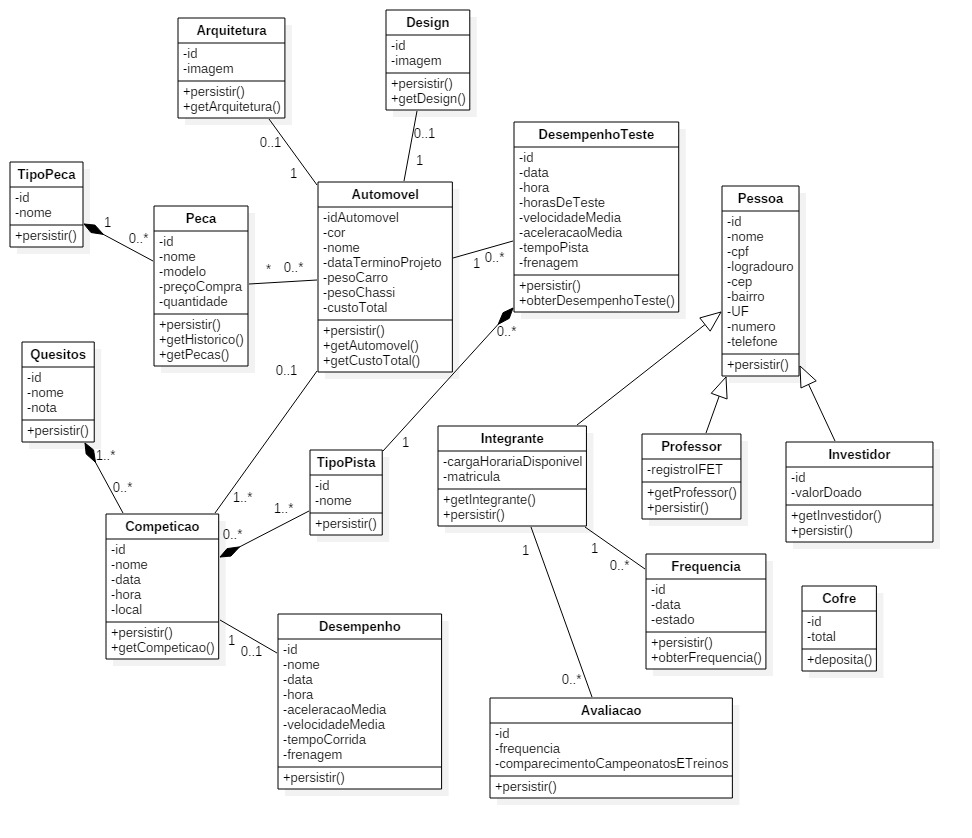 Arquitetura
-id
-imagem
+persistir()
+getArquitetura()
0..1
1
Design
-id
-imagem
+persistir()
+getDesign()
0..1
1
DesempenhoTeste
-id
-data
-hora
-horasDeTeste
-velocidadeMedia
-aceleracaoMedia
-tempoPista
-frenagem
+persistir()
+obterDesempenhoTeste()
0..*
TipoPeca
-id
-nome
+persistir()
1
0..*
Peca
-id
-nome
-modelo
-preçoCompra
-quantidade
+persistir()
+getHistorico()
+getPecas()
*
0..*
Automovel
-idAutomovel
-cor
-nome
-dataTerminoProjeto
-pesoCarro
-pesoChassi
-custoTotal
+persistir()
+getAutomovel()
+getCustoTotal()
1
0..*
0..1
1..*
Pessoa
-id
-nome
-cpf
-logradouro
-cep
-bairro
-UF
-numero
-telefone
+persistir()
Quesitos
-id
-nome
-nota
+persistir()
1..*
0..*
TipoPista
-id
-nome
+persistir()
1
1..*
0..*
Integrante
-cargaHorariaDisponivel
-matricula
+getIntegrante()
+persistir()
1
1
Professor
-registroIFET
+getProfessor()
+persistir()
Investidor
-id
-valorDoado
+getInvestidor()
+persistir()
Competicao
-id
-nome
-data
-hora
-local
+persistir()
+getCompeticao()
1
0..1
Frequencia
-id
-data
-estado
+persistir()
+obterFrequencia()
0..*
Cofre
-id
-total
+deposita()
Desempenho
-id
-nome
-data
-hora
-aceleracaoMedia
-velocidadeMedia
-tempoCorrida
-frenagem
+persistir()
0..*
Avaliacao
-id
-frequencia
-comparecimentoCampeonatosETreinos
+persistir()